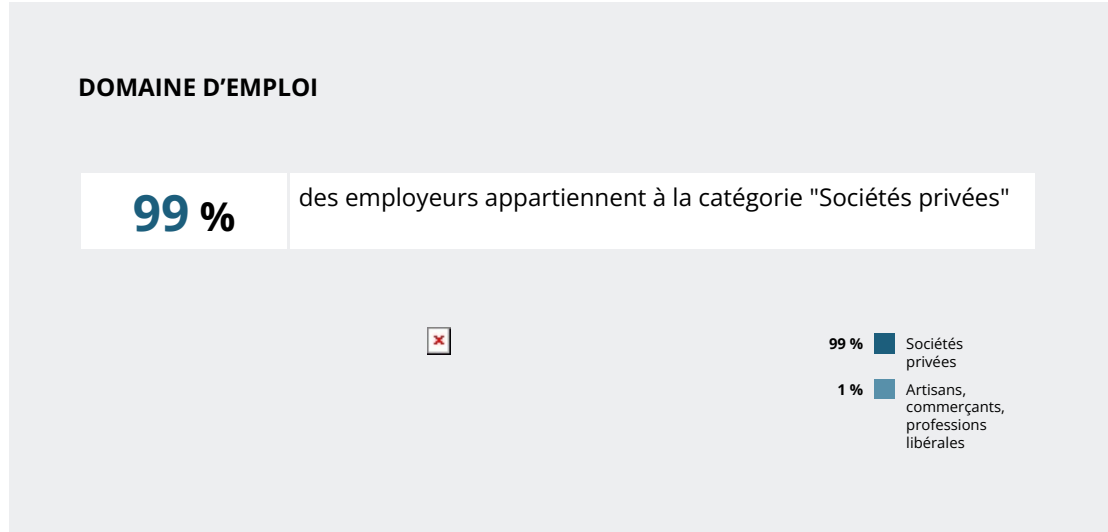 DOMAINE D’EMPLOI
99 %
des employeurs appartiennent à la catégorie "Sociétés privées"
99 %
Sociétés
privées
1 %
Artisans,
commerçants,
professions
libérales